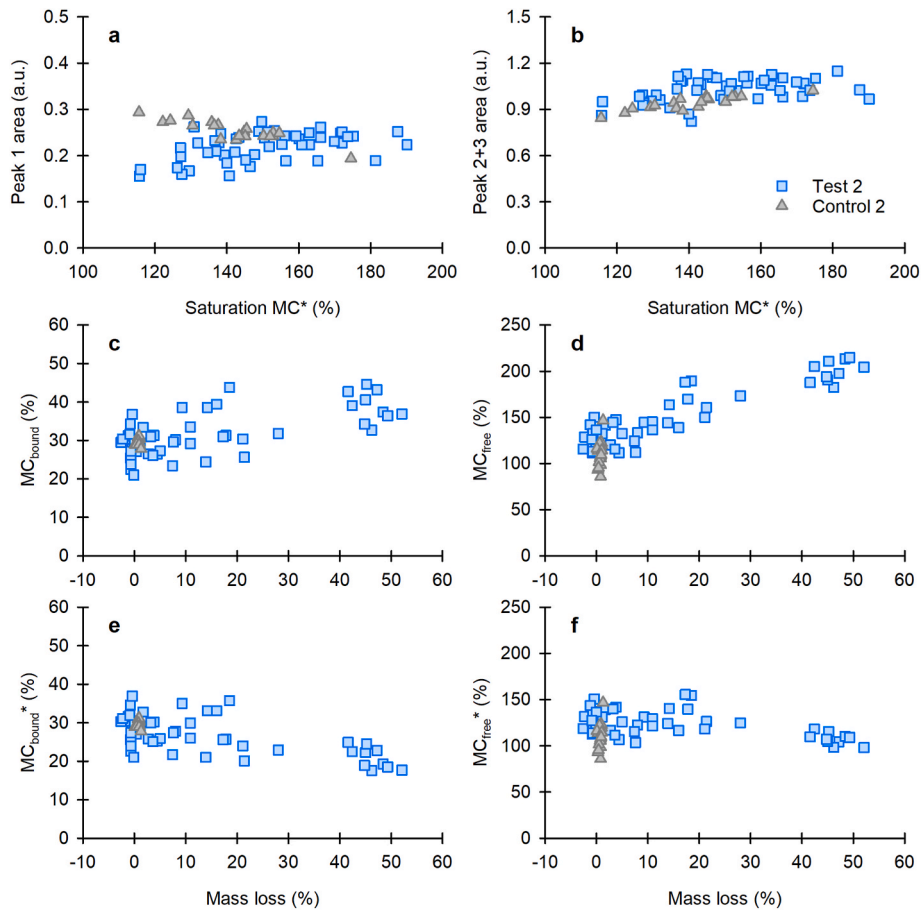 a
Peak 1 area (a.u.)
0.5
0.4
0.3
0.2
0.1
0.0
100 120 140 160 180 200
Saturation MC* (%)
b
Peak 2+3 area (a.u.)
1.5
1.2
0.9
0.6
0.3
0.0
Test 2
Control 2
100 120 140 160 180 200
Saturation MC* (%)
c
MCbound (%)
60
50
40
30
20
10
0
-10 0 10 20 30 40 50 60
d
MCfree (%)
250
200
150
100
50
0
-10 0 10 20 30 40 50 60
e
MCbound* (%)
60
50
40
30
20
10
0
-10 0 10 20 30 40 50 60
Mass loss (%)
f
MCfree* (%)
250
200
150
100
50
0
-10 0 10 20 30 40 50 60
Mass loss (%)